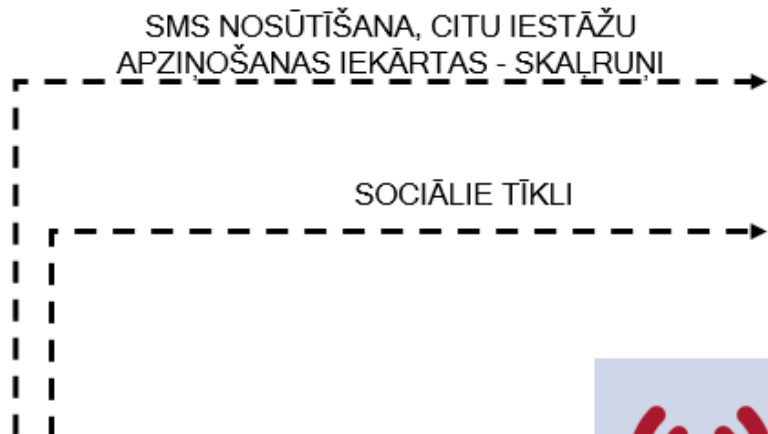 SMS NOSŪTĪŠANA, CITU IESTĀŽU
APZIŅOŠANAS IEKĀRTAS - SKAĻRUŅI
SOCIĀLIE TĪKLI